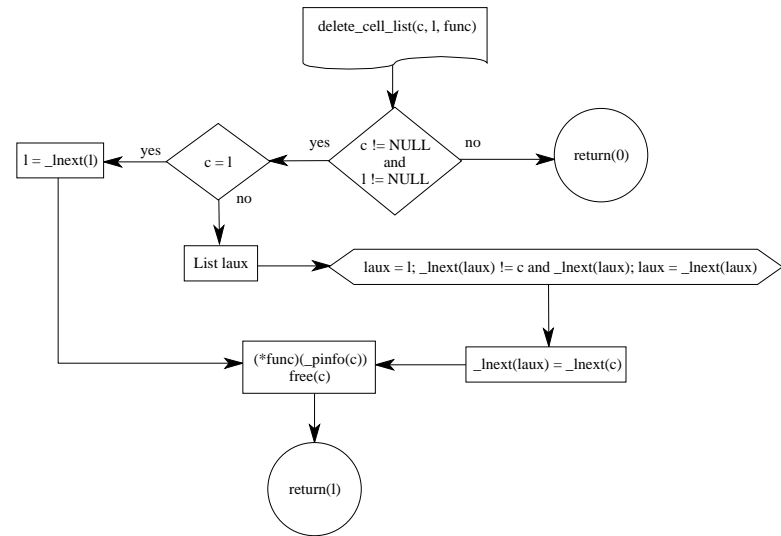 delete_cell_list(c, l, func)
c != NULL
and
l != NULL
yes
no
return(0)
c = l
yes
no
l = _lnext(l)
List laux
laux = l; _lnext(laux) != c and _lnext(laux); laux = _lnext(laux)
_lnext(laux) = _lnext(c)
(*func)(_pinfo(c))
free(c)
return(l)